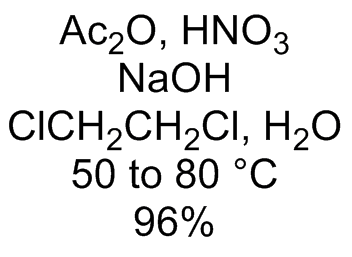 Ac₂O, HNO₃
NaOH
ClCH₂CH₂Cl, H₂O
50 to 80 °C
96%